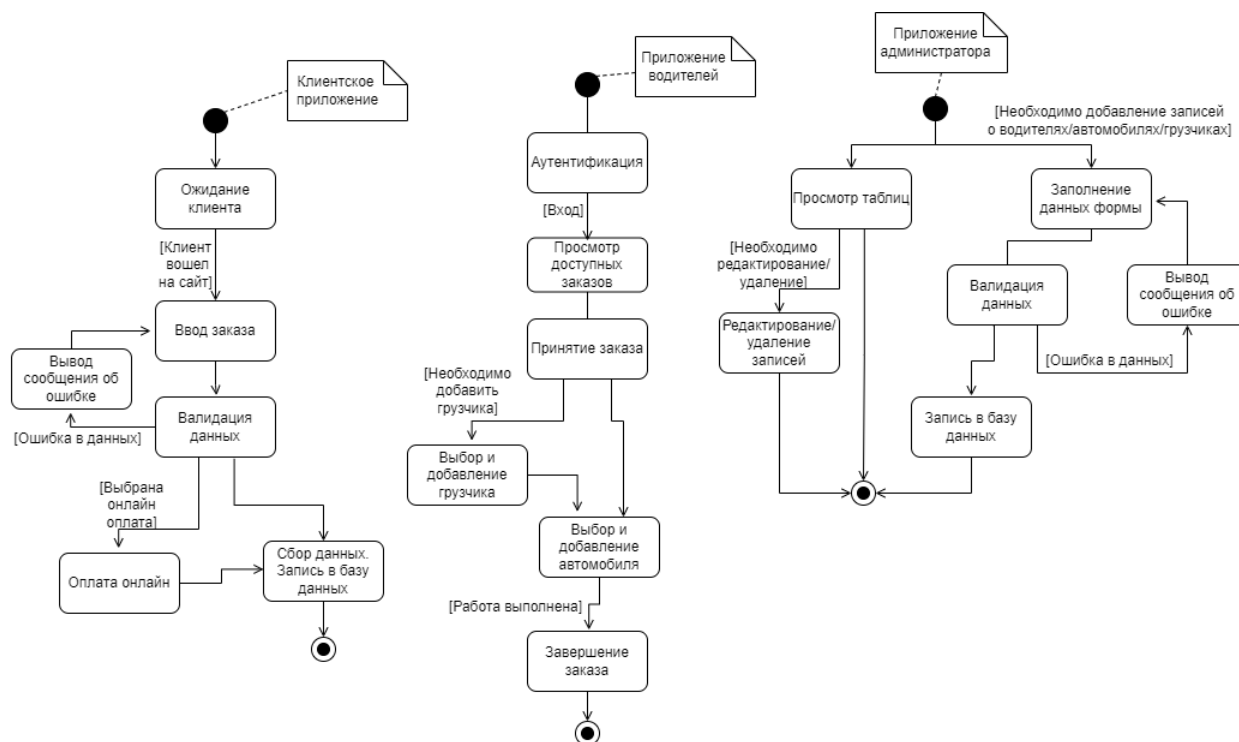 Клиентское
приложение
Ожидание
клиента
[Клиент
вошел
на сайт]
Ввод заказа
Вывод
сообщения об
ошибке
[Ошибка в данных]
Валидация
данных
[Выбрана
онлайн
оплата]
Оплата онлайн
Сбор данных.
Запись в базу
данных
Приложение
водителей
Аутентификация
[Вход]
Просмотр
доступных
заказов
Принятие заказа
[Необходимо
добавить
грузчика]
Выбор и
добавление
грузчика
Выбор и
добавление
автомобиля
[Работа выполнена]
Завершение
заказа
Приложение
администратора
[Необходимо добавление записей
о водителях/автомобилях/грузчиках]
Просмотр таблиц
[Необходимо
редактирование/
удаление]
Редактирование/
удаление
записей
Заполнение
данных формы
Валидация
данных
Вывод
сообщения об
ошибке
[Ошибка в данных]
Запись в базу
данных